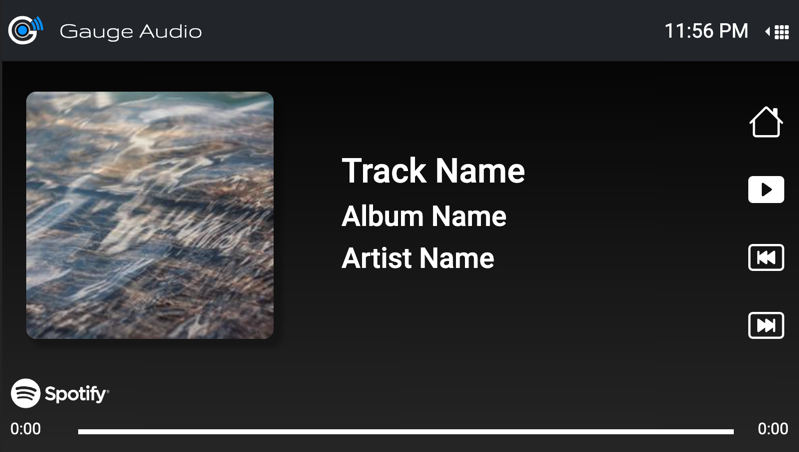 Gauge Audio
11:56 PM
Track Name
Album Name
Artist Name
Spotify
0:00
0:00